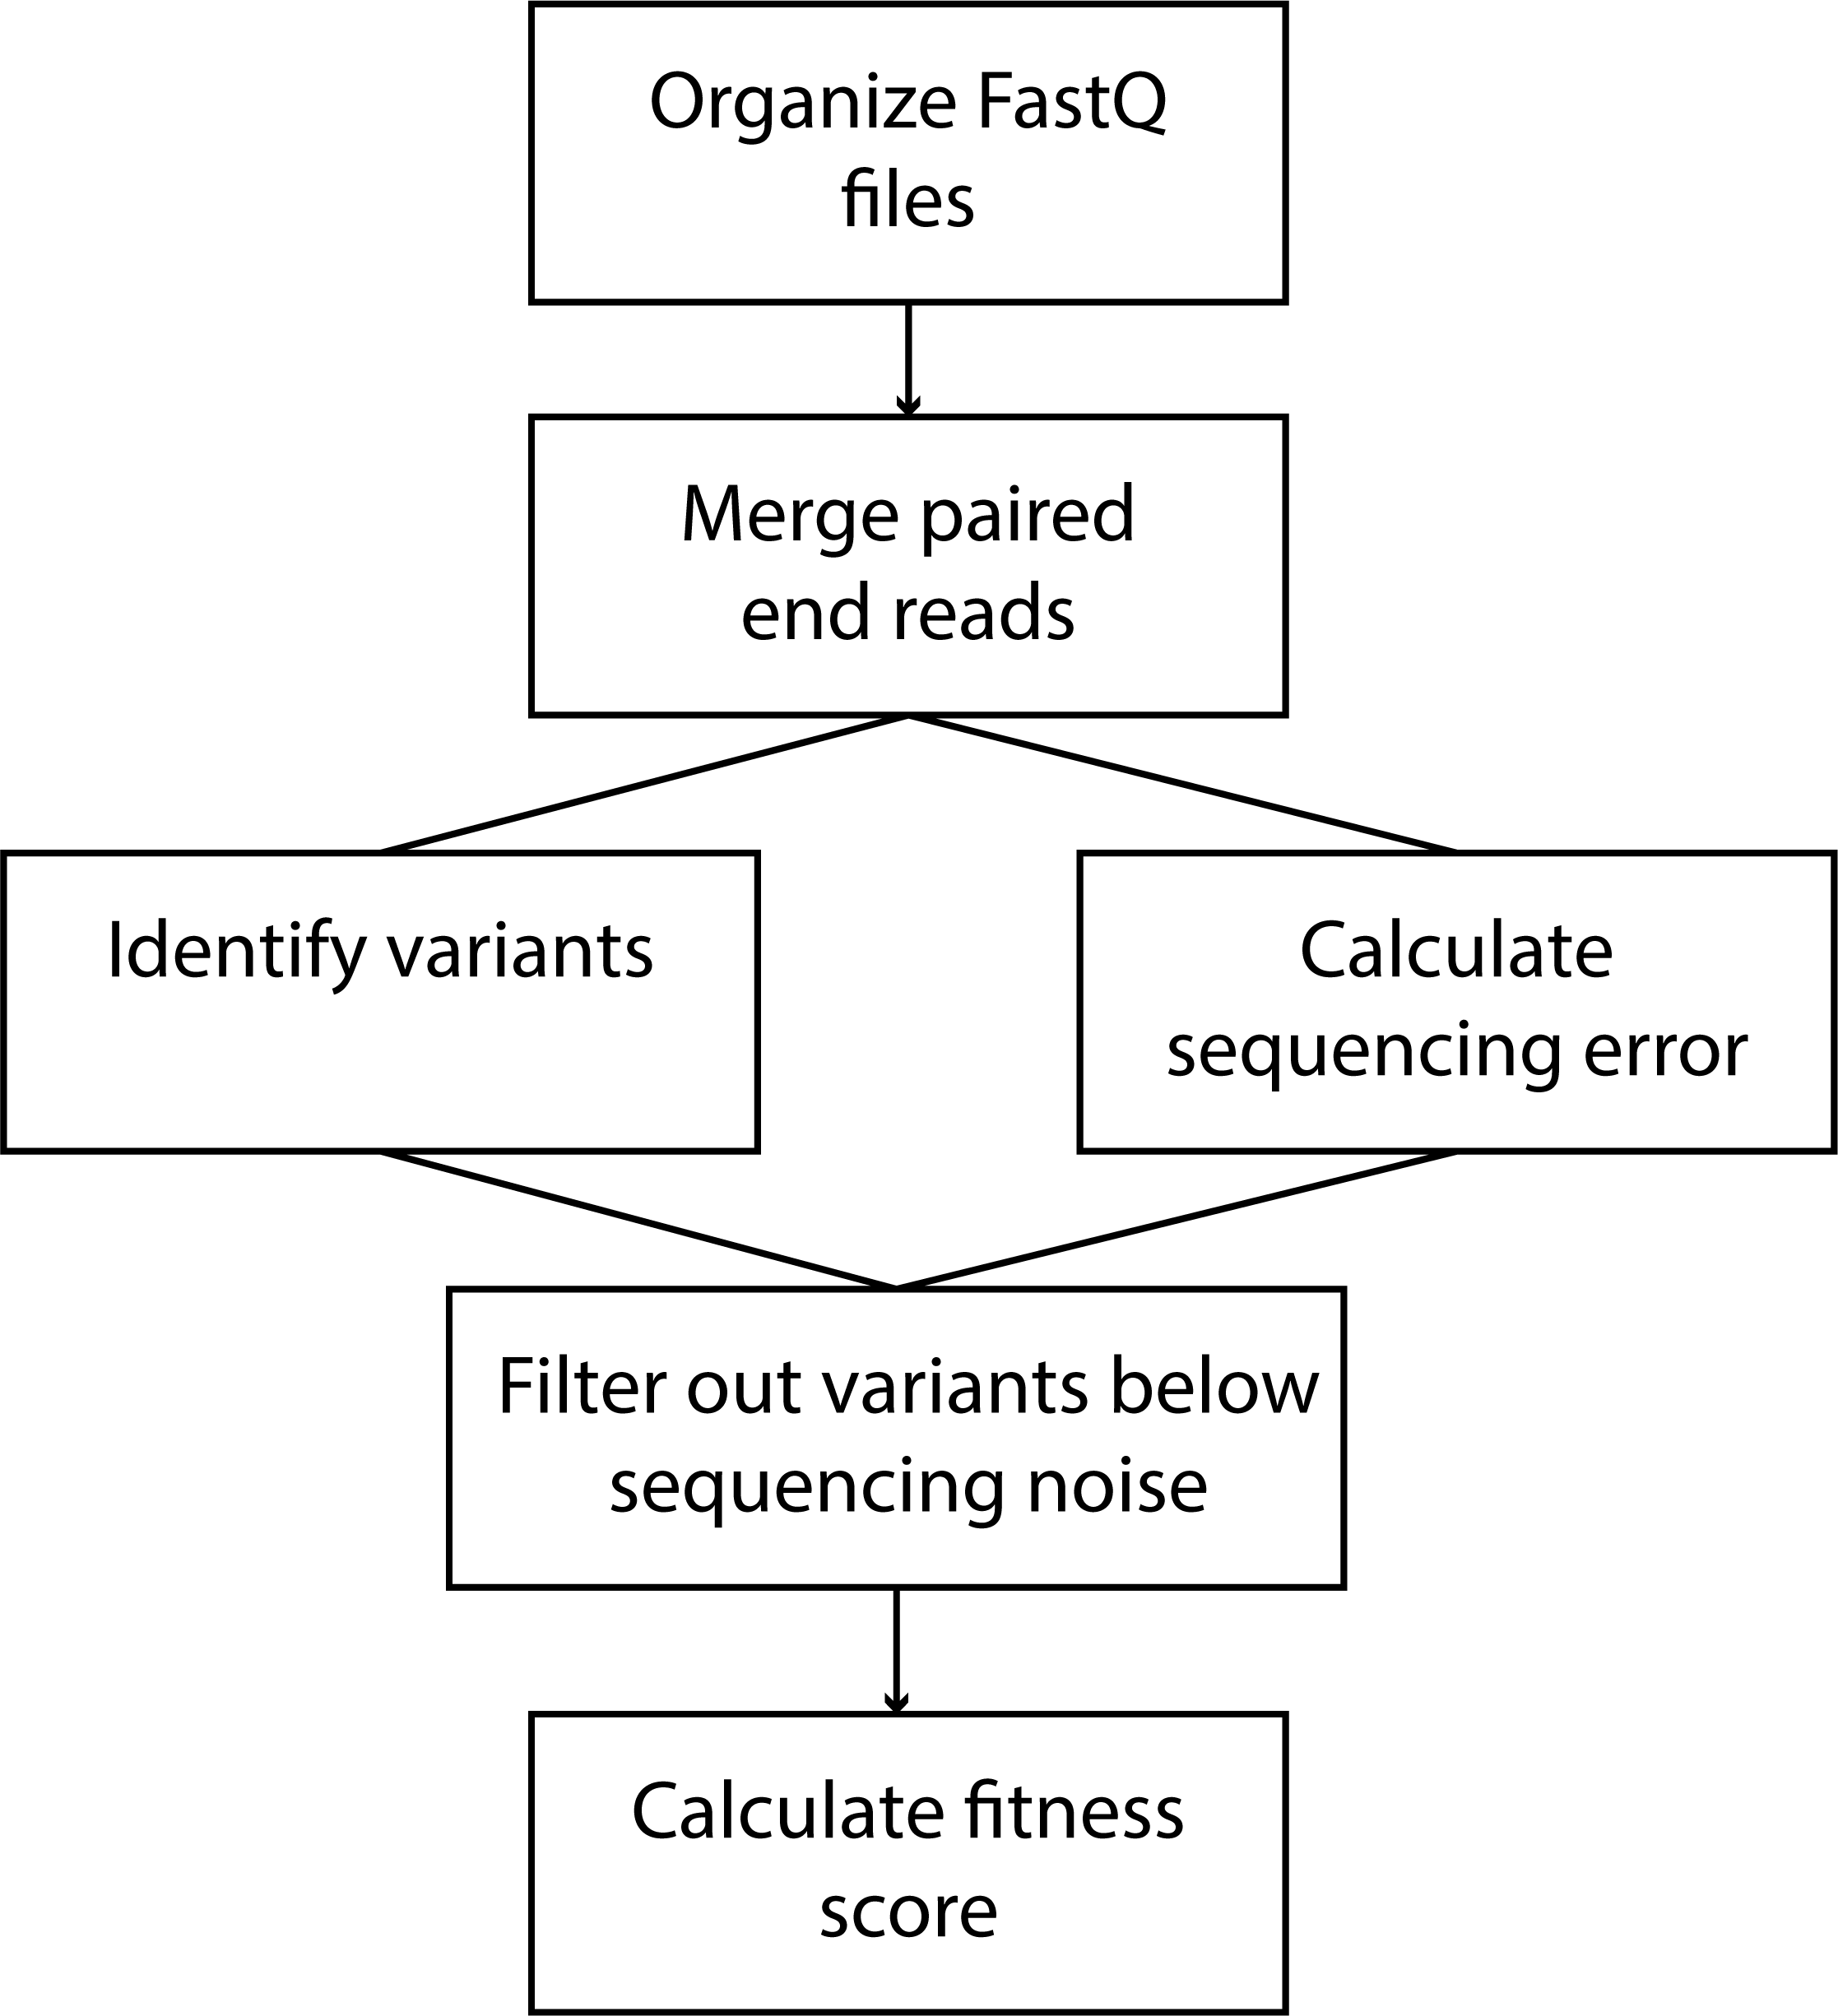 Organize FastQ
files
Merge paired
end reads
Identify variants
Calculate
sequencing error
Filter out variants below
sequencing noise
Calculate fitness
score